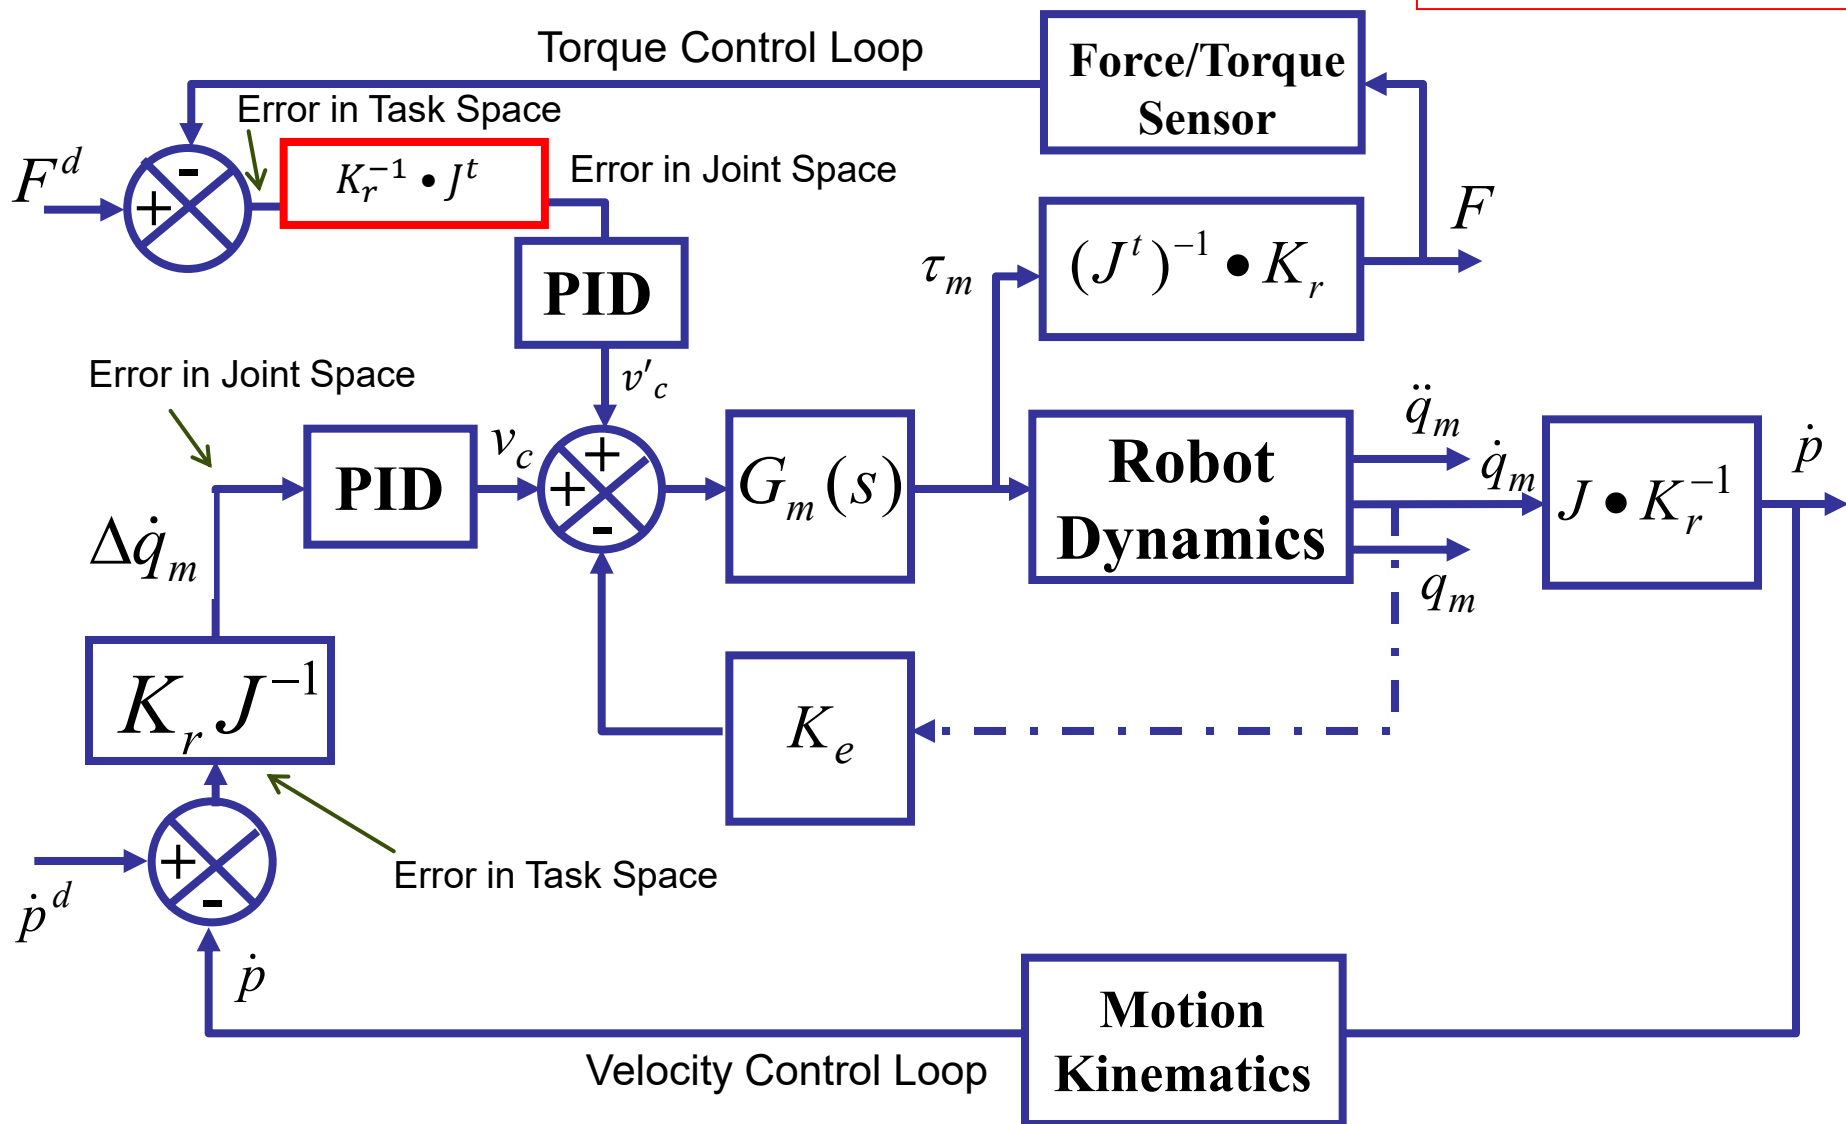 Torque Control Loop
Force/Torque
Sensor
Error in Task Space
F^d
-
+
K_r^{-1} • J^t
Error in Joint Space
PID
v'_c
τ_m
(J^t)^{-1} • K_r
F
Error in Joint Space
PID
v_c
+
+
-
G_m(s)
Robot
Dynamics
q̈_m
q̇_m
q_m
J • K_r^{-1}
ṗ
Δq̇_m
K_r J^{-1}
K_e
+
-
ṗ^d
Error in Task Space
ṗ
Velocity Control Loop
Motion
Kinematics